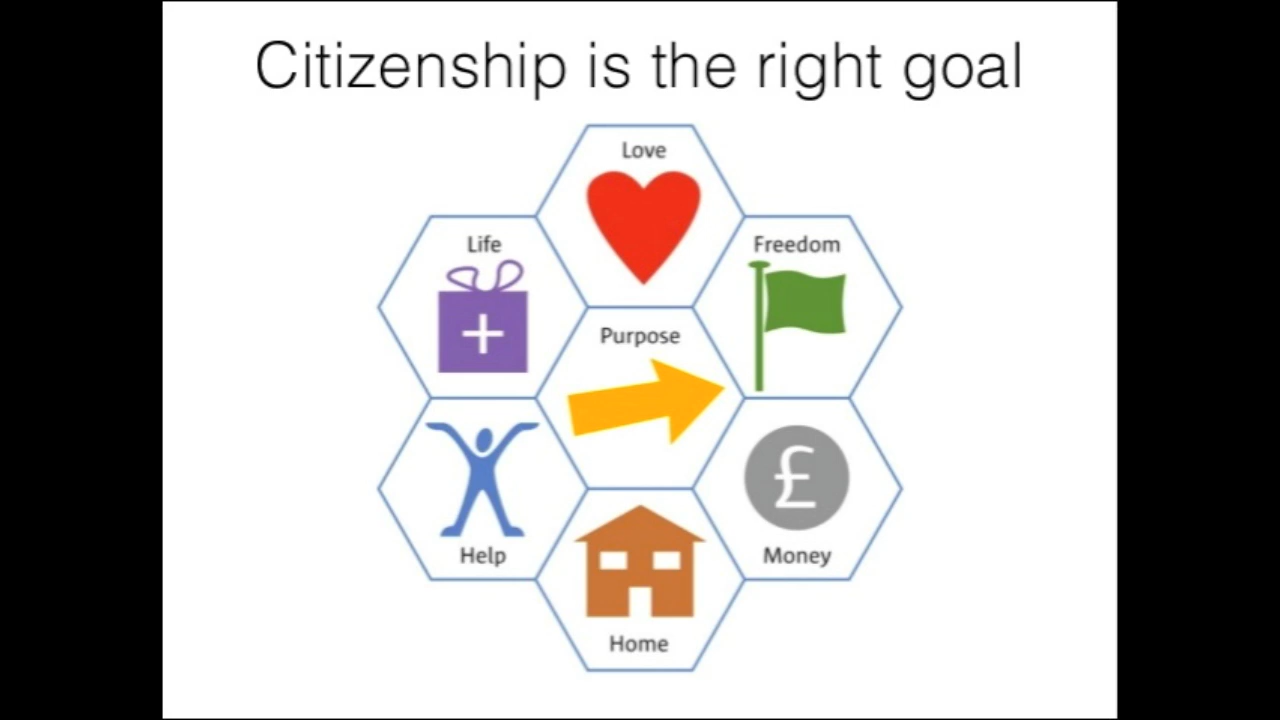 Citizenship is the right goal
Love
Life
Freedom
Purpose
+
£
Help
Money
Home